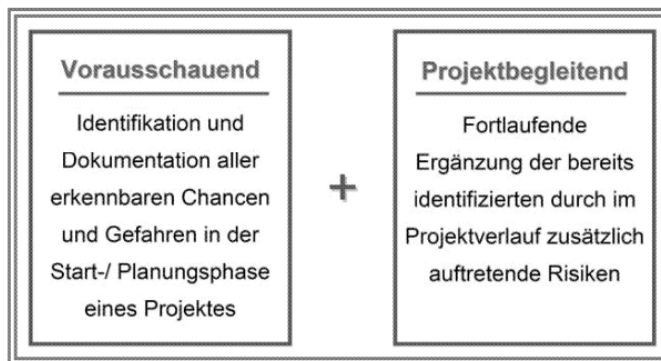 Vorausschauend
Identifikation und
Dokumentation aller
erkennbaren Chancen
und Gefahren in der
Start-/ Planungsphase
eines Projektes
+
Projektbegleitend
Fortlaufende
Ergänzung der bereits
identifizierten durch im
Projektverlauf zusätzlich
auftretende Risiken